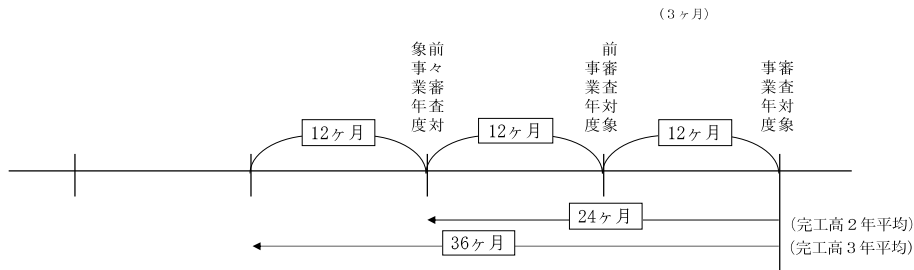 （３ヶ月）
前々審査対
象事業年度
前審査対象
事業年度
審査対象
事業年度
12ヶ月
12ヶ月
12ヶ月
24ヶ月
（完工高２年平均）
36ヶ月
（完工高３年平均）